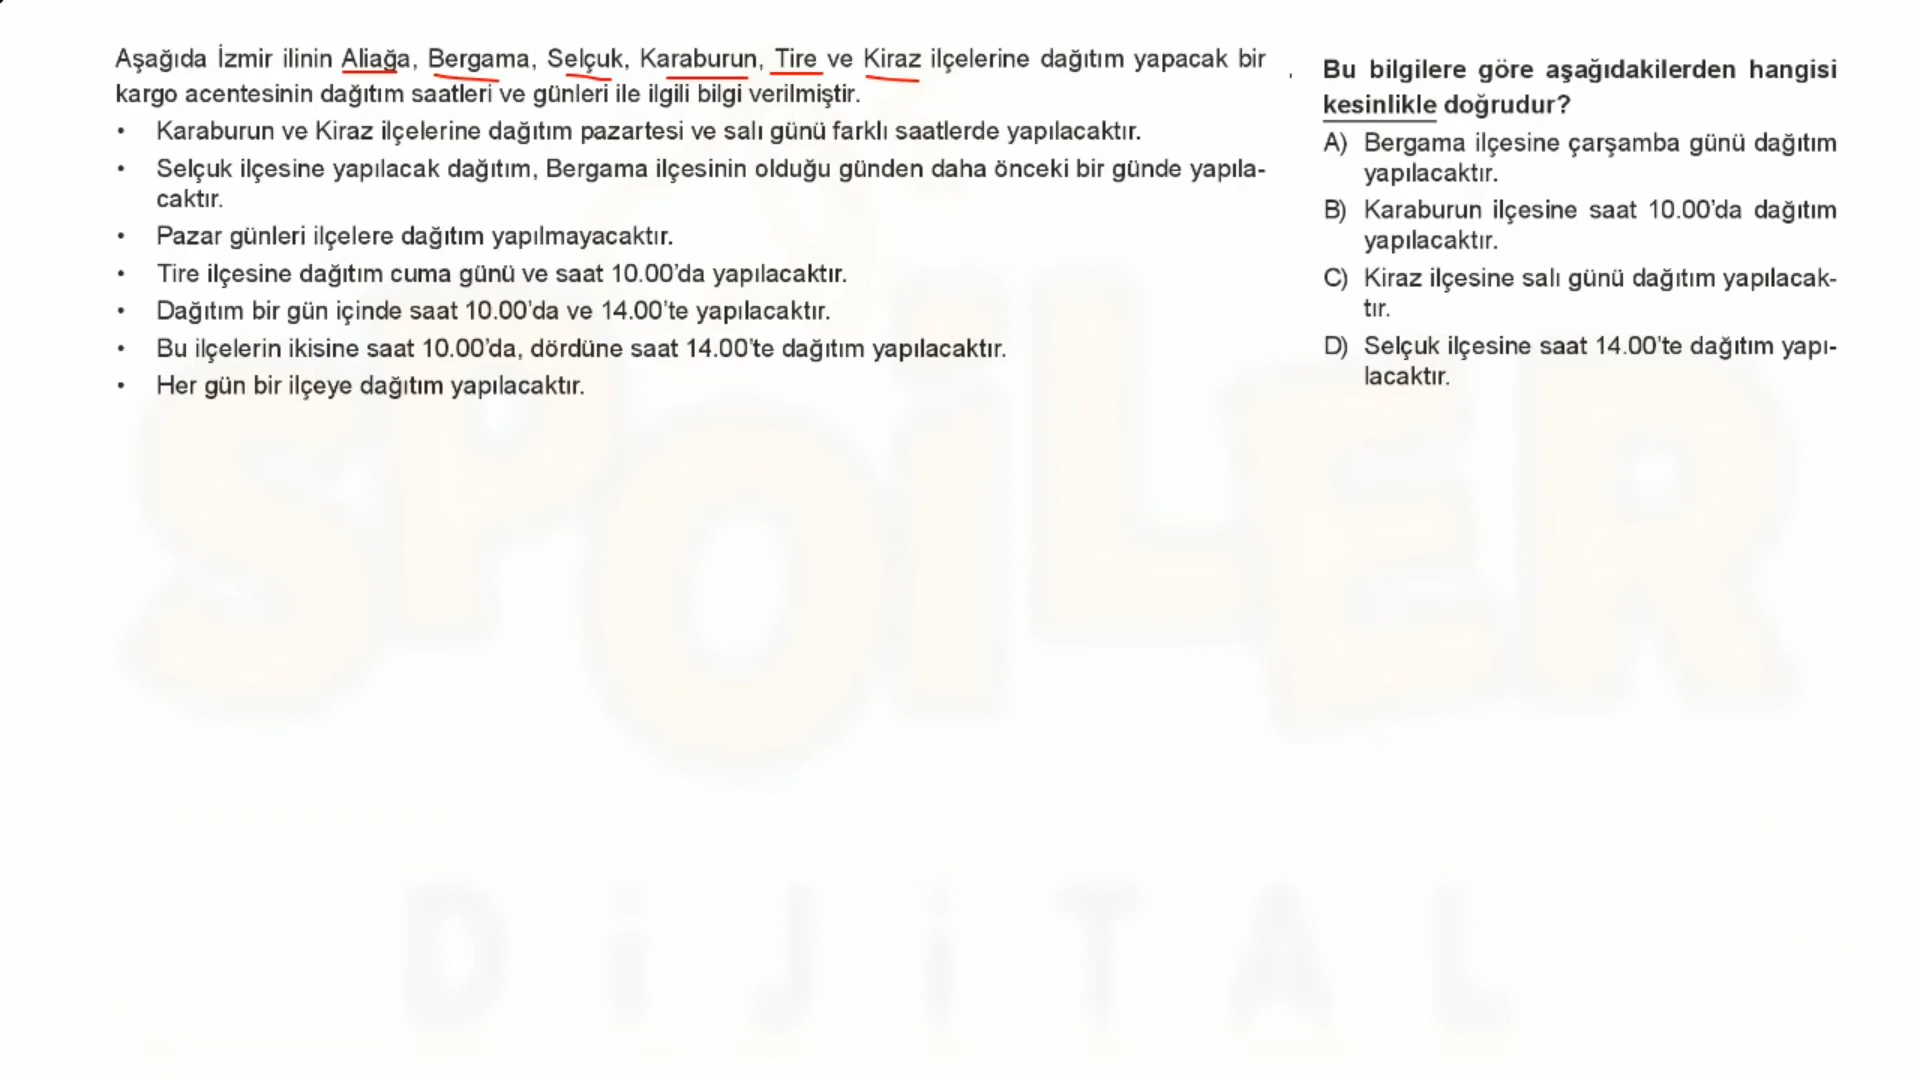 Aşağıda İzmir ilinin Aliağa, Bergama, Selçuk, Karaburun, Tire ve Kiraz ilçelerine dağıtım yapacak bir
kargo acentesinin dağıtım saatleri ve günleri ile ilgili bilgi verilmiştir.
• Karaburun ve Kiraz ilçelerine dağıtım pazartesi ve salı günü farklı saatlerde yapılacaktır.
• Selçuk ilçesine yapılacak dağıtım, Bergama ilçesinin olduğu günden daha önceki bir günde yapıla-
caktır.
• Pazar günleri ilçelere dağıtım yapılmayacaktır.
• Tire ilçesine dağıtım cuma günü ve saat 10.00'da yapılacaktır.
• Dağıtım bir gün içinde saat 10.00'da ve 14.00'te yapılacaktır.
• Bu ilçelerin ikisine saat 10.00'da, dördüne saat 14.00'te dağıtım yapılacaktır.
• Her gün bir ilçeye dağıtım yapılacaktır.
Bu bilgilere göre aşağıdakilerden hangisi
kesinlikle doğrudur?
A) Bergama ilçesine çarşamba günü dağıtım
yapılacaktır.
B) Karaburun ilçesine saat 10.00'da dağıtım
yapılacaktır.
C) Kiraz ilçesine salı günü dağıtım yapılacak-
tır.
D) Selçuk ilçesine saat 14.00'te dağıtım yapı-
lacaktır.
SPOİLER
DİJİTAL